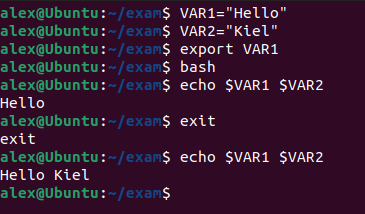 alex@Ubuntu:~/exam$ VAR1="Hello"
alex@Ubuntu:~/exam$ VAR2="Kiel"
alex@Ubuntu:~/exam$ export VAR1
alex@Ubuntu:~/exam$ bash
alex@Ubuntu:~/exam$ echo $VAR1 $VAR2
Hello
alex@Ubuntu:~/exam$ exit
exit
alex@Ubuntu:~/exam$ echo $VAR1 $VAR2
Hello Kiel
alex@Ubuntu:~/exam$